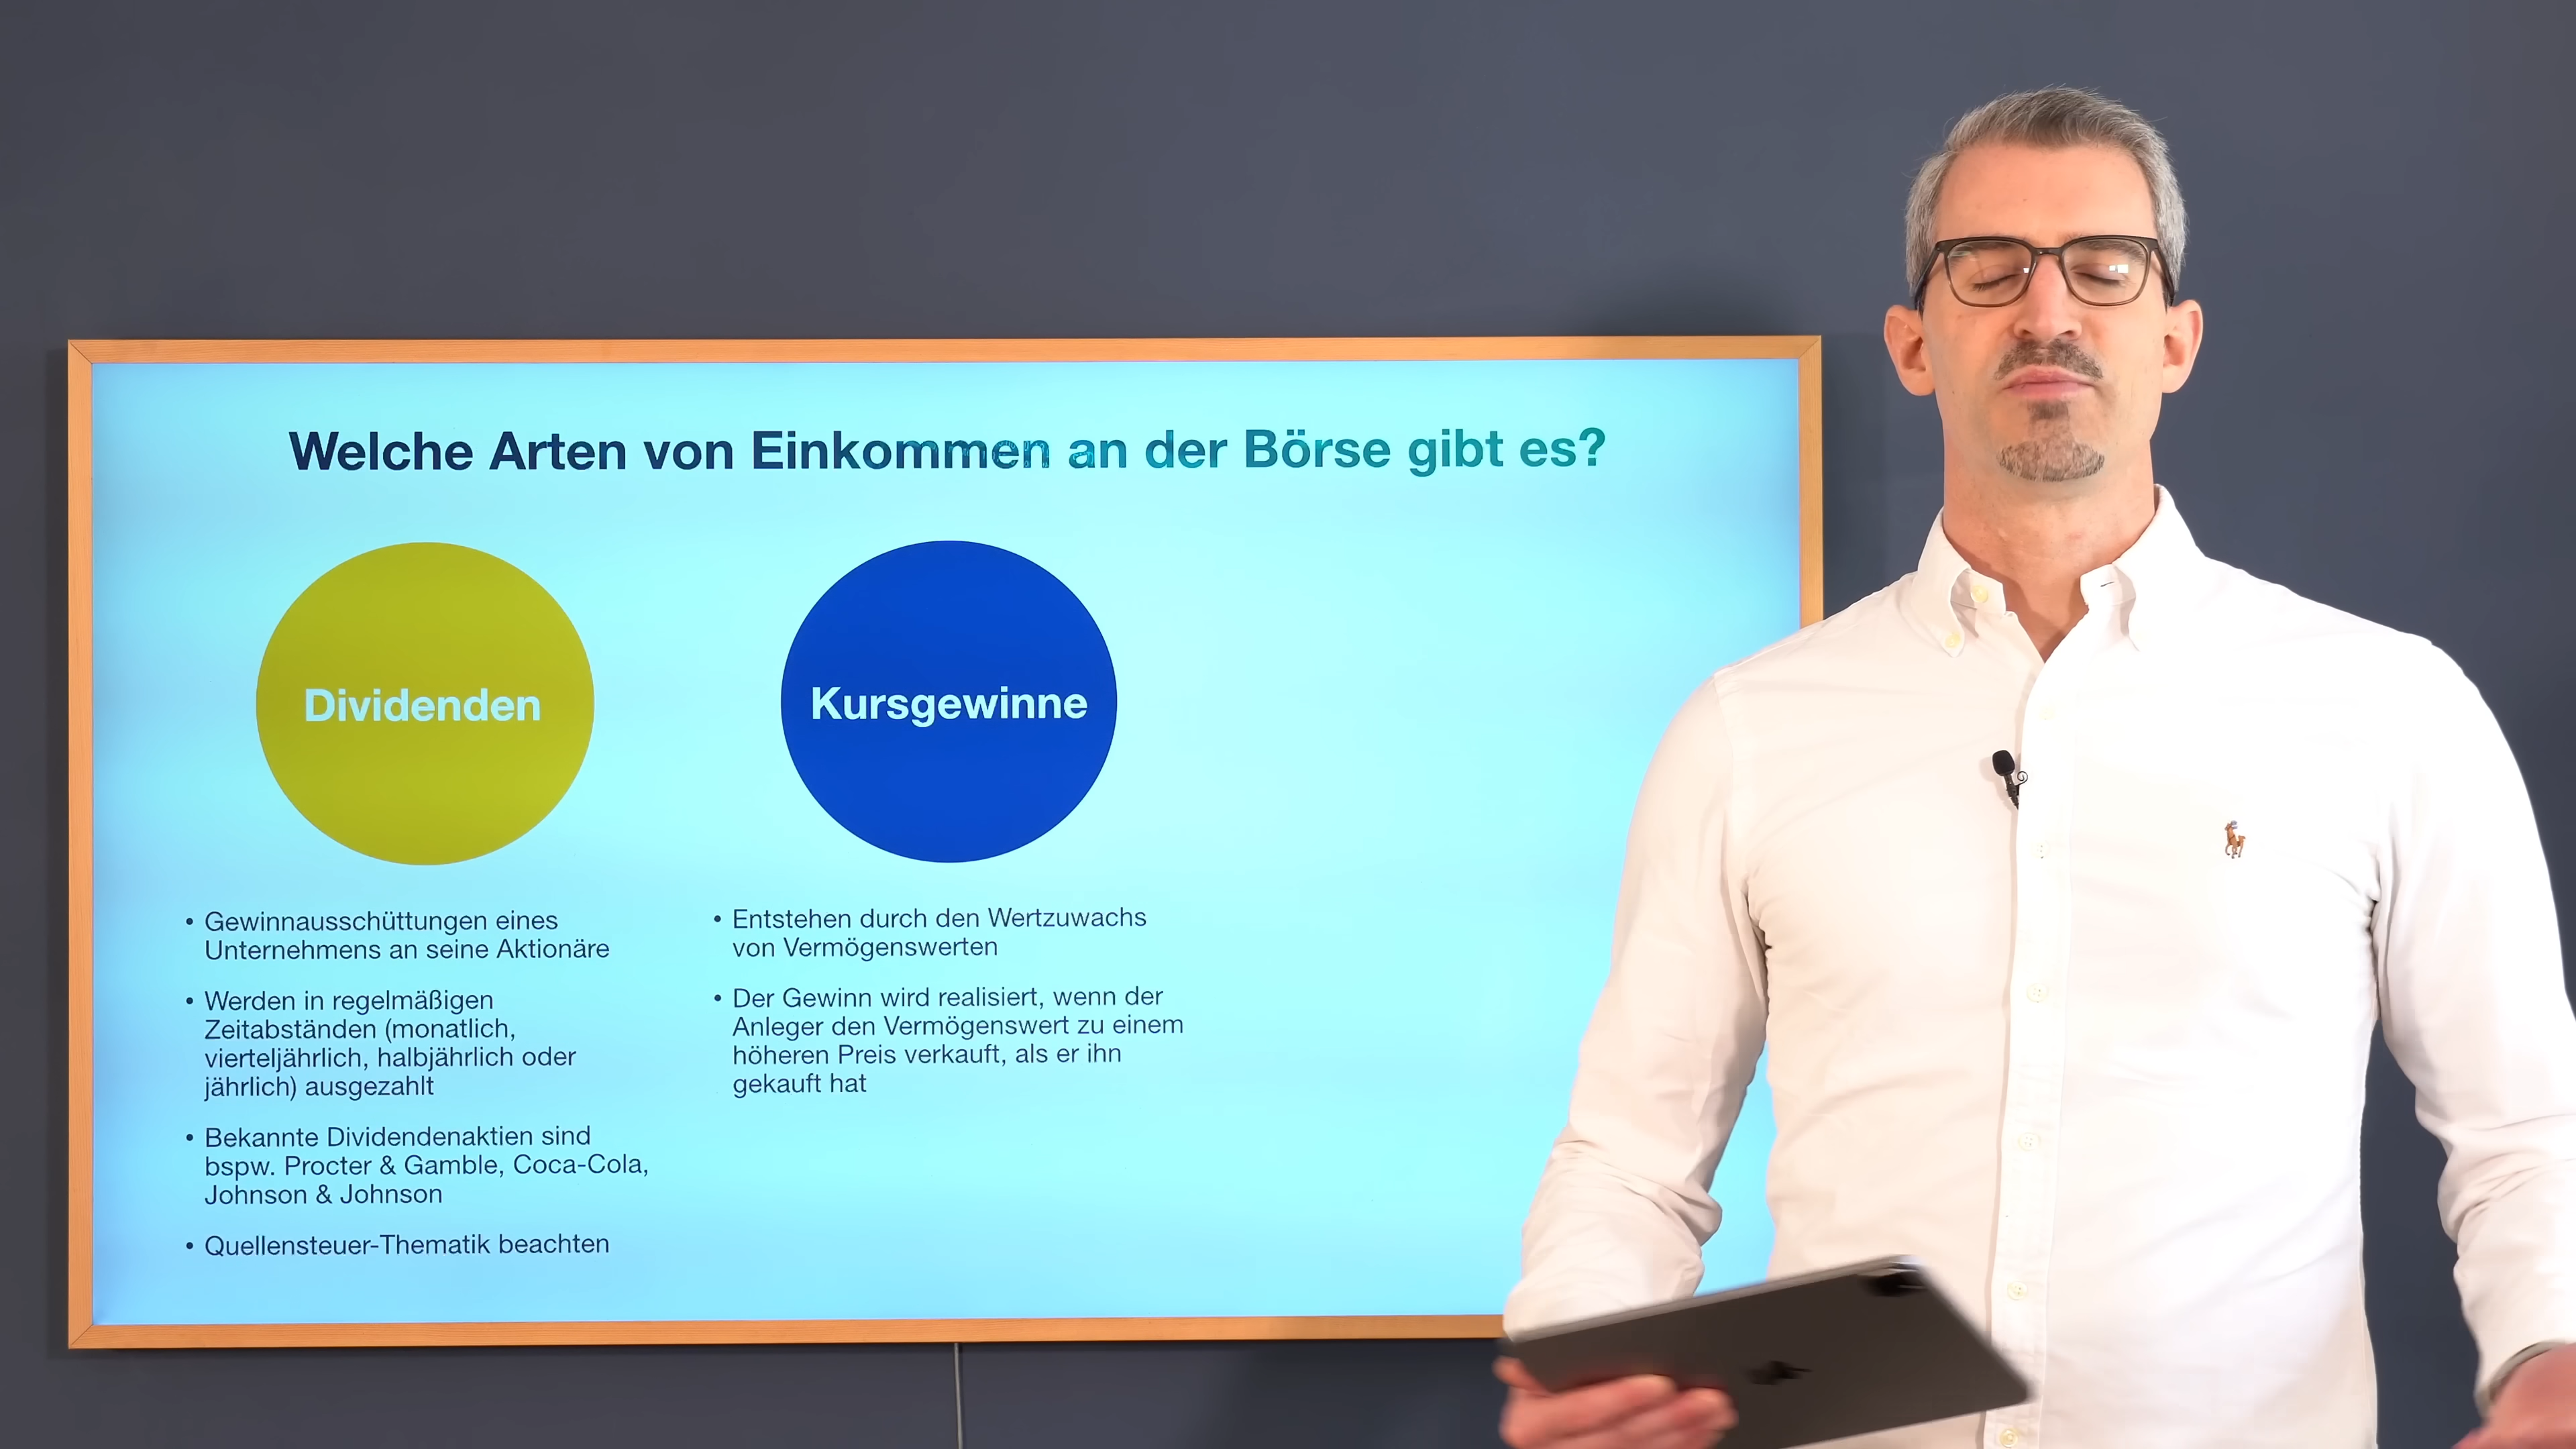 Welche Arten von Einkommen an der Börse gibt es?
Dividenden
• Gewinnausschüttungen eines
Unternehmens an seine Aktionäre
• Werden in regelmäßigen
Zeitabständen (monatlich,
vierteljährlich, halbjährlich oder
jährlich) ausgezahlt
• Bekannte Dividendenaktien sind
bspw. Procter & Gamble, Coca-Cola,
Johnson & Johnson
• Quellensteuer-Thematik beachten
Kursgewinne
• Entstehen durch den Wertzuwachs
von Vermögenswerten
• Der Gewinn wird realisiert, wenn der
Anleger den Vermögenswert zu einem
höheren Preis verkauft, als er ihn
gekauft hat